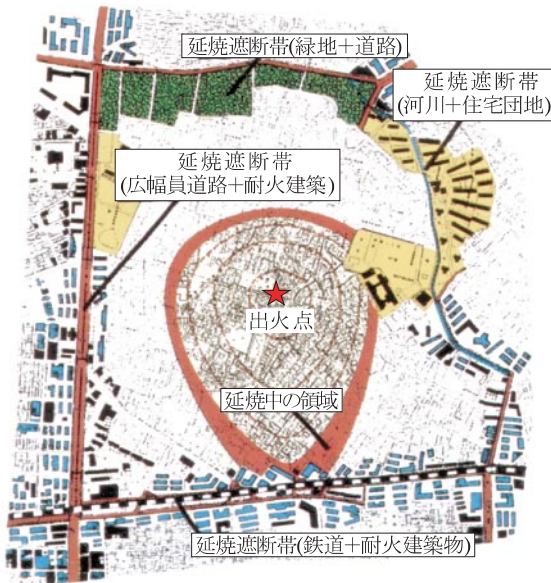 延焼遮断帯(緑地＋道路)
延焼遮断帯
(河川＋住宅団地)
延焼遮断帯
(広幅員道路＋耐火建築)
出火点
延焼中の領域
延焼遮断帯(鉄道＋耐火建築物)